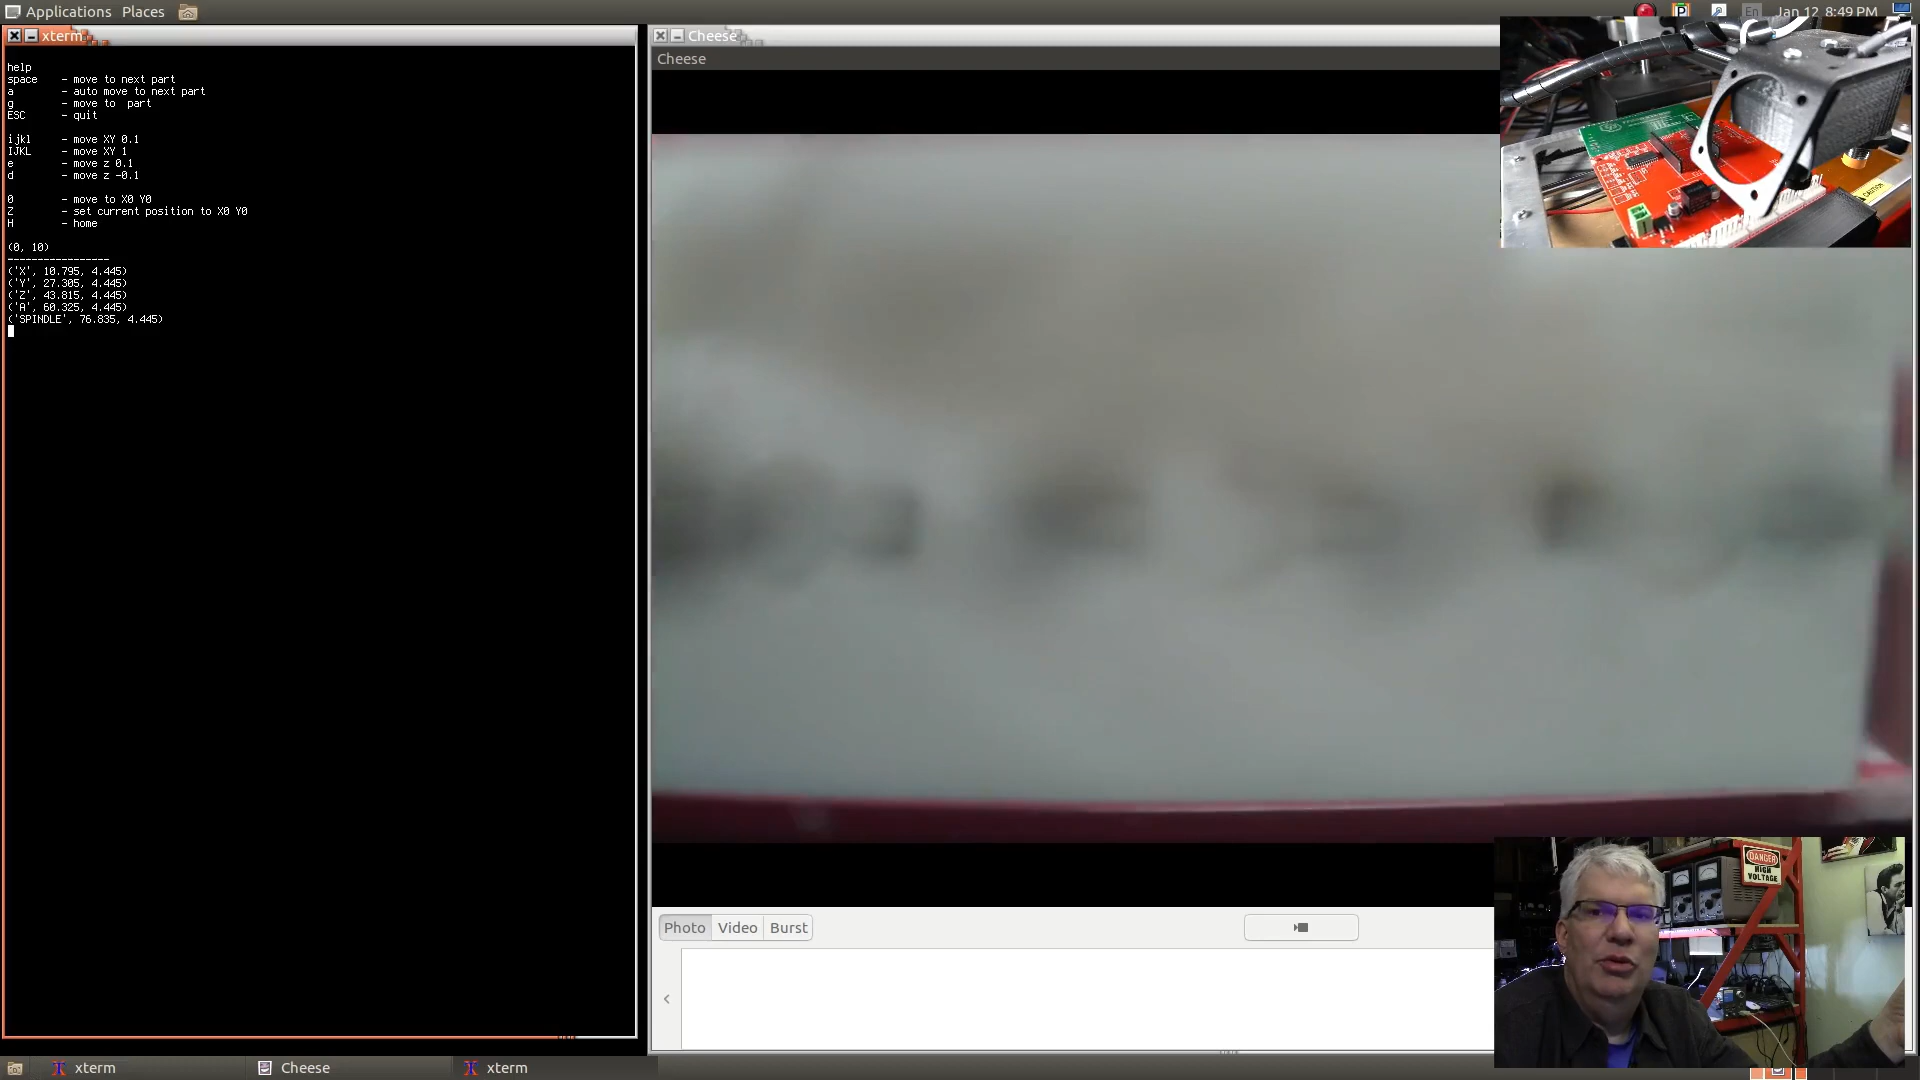 Applications Places
En Jan 12 8:49 PM
xterm
help
space - move to next part
a - auto move to next part
g - move to part
ESC - quit
ijkl - move XY 0.1
IJKL - move XY 1
e - move z 0.1
d - move z -0.1
0 - move to X0 Y0
Z - set current position to X0 Y0
H - home
(0, 10)
-----------------
('X', 10.795, 4.445)
('Y', 27.305, 4.445)
('Z', 43.815, 4.445)
('A', 60.325, 4.445)
('SPINDLE', 76.835, 4.445)
Cheese
Cheese
CAUTION
Photo Video Burst
DANGER
HIGH
VOLTAGE
xterm Cheese xterm